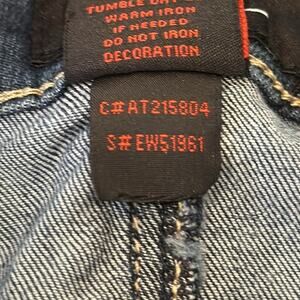 TUMBLE DRY
WARM IRON
IF NEEDED
DO NOT IRON
DECORATION
C#AT215804
S#EW51961